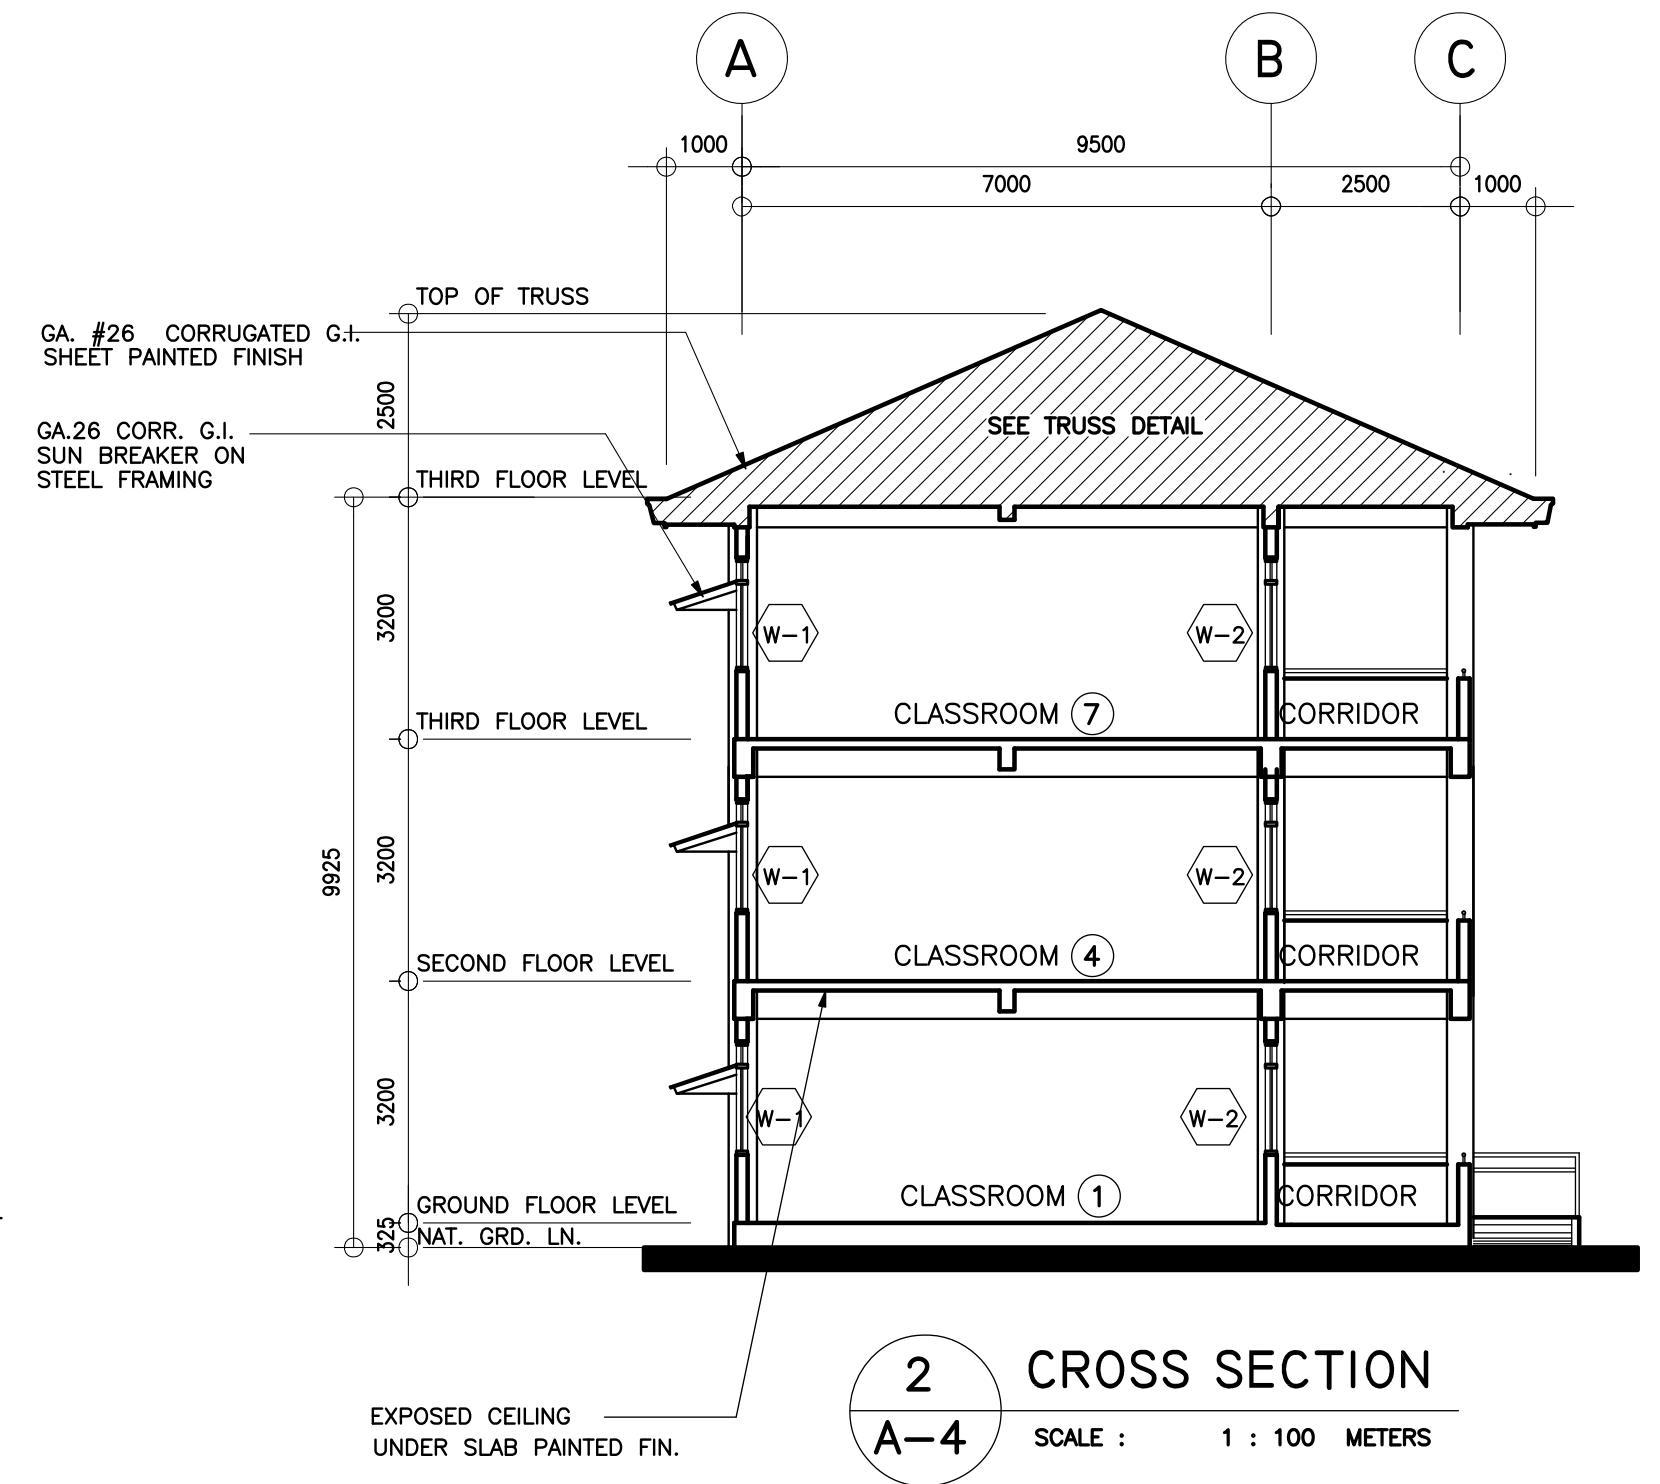 A B C
1000 9500
7000 2500 1000
TOP OF TRUSS
GA. #26 CORRUGATED G.I.
SHEET PAINTED FINISH
2500
SEE TRUSS DETAIL
GA.26 CORR. G.I.
SUN BREAKER ON
STEEL FRAMING
THIRD FLOOR LEVEL
3200
W-1 W-2
CLASSROOM 7 CORRIDOR
THIRD FLOOR LEVEL
9925
3200
W-1 W-2
CLASSROOM 4 CORRIDOR
SECOND FLOOR LEVEL
3200
W-1 W-2
CLASSROOM 1 CORRIDOR
GROUND FLOOR LEVEL
325
NAT. GRD. LN.
EXPOSED CEILING
UNDER SLAB PAINTED FIN.
2
A-4
CROSS SECTION
SCALE : 1 : 100 METERS